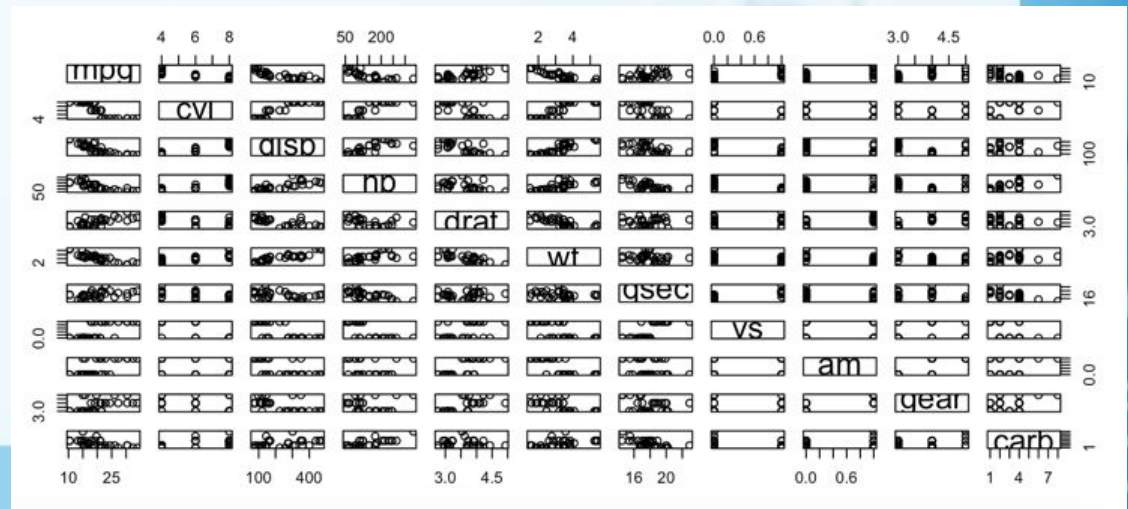 4 6 8 50 200 2 4 0.0 0.6 3.0 4.5
mpg 10
4 cyl
disp 100
50 hp
drat 3.0
2 wt
qsec 16
0.0 vs
am 0.0
3.0 gear
carb 1
10 25 100 400 3.0 4.5 16 20 0.0 0.6 1 4 7